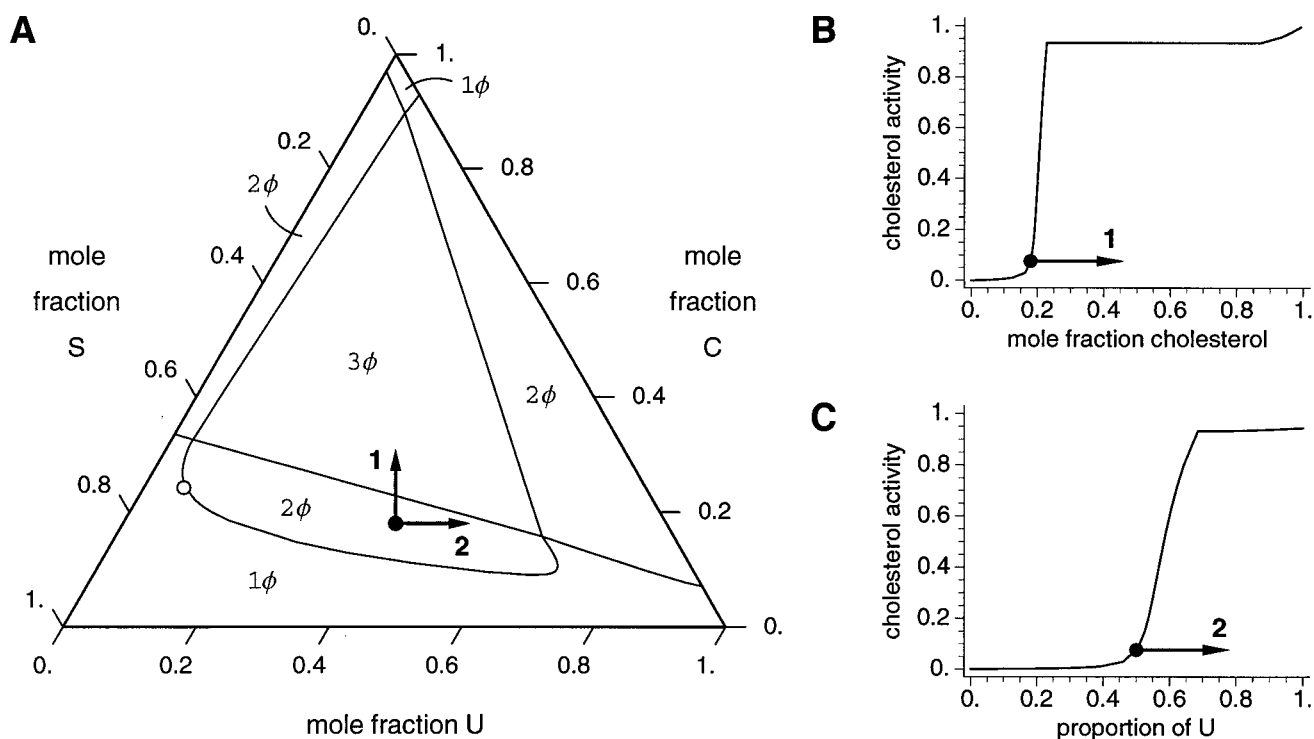 A
0.
1.
1ϕ
0.2
0.8
2ϕ
mole
fraction
S
0.4
0.6
mole
fraction
C
3ϕ
0.6
2ϕ
0.4
1
0.8
2ϕ
2
0.2
1ϕ
1.
0.
0.
0.2
0.4
0.6
0.8
1.
mole fraction U
B
cholesterol activity
1.
0.8
0.6
0.4
0.2
0.
1
0.
0.2
0.4
0.6
0.8
1.
mole fraction cholesterol
C
cholesterol activity
1.
0.8
0.6
0.4
0.2
0.
2
0.
0.2
0.4
0.6
0.8
1.
proportion of U